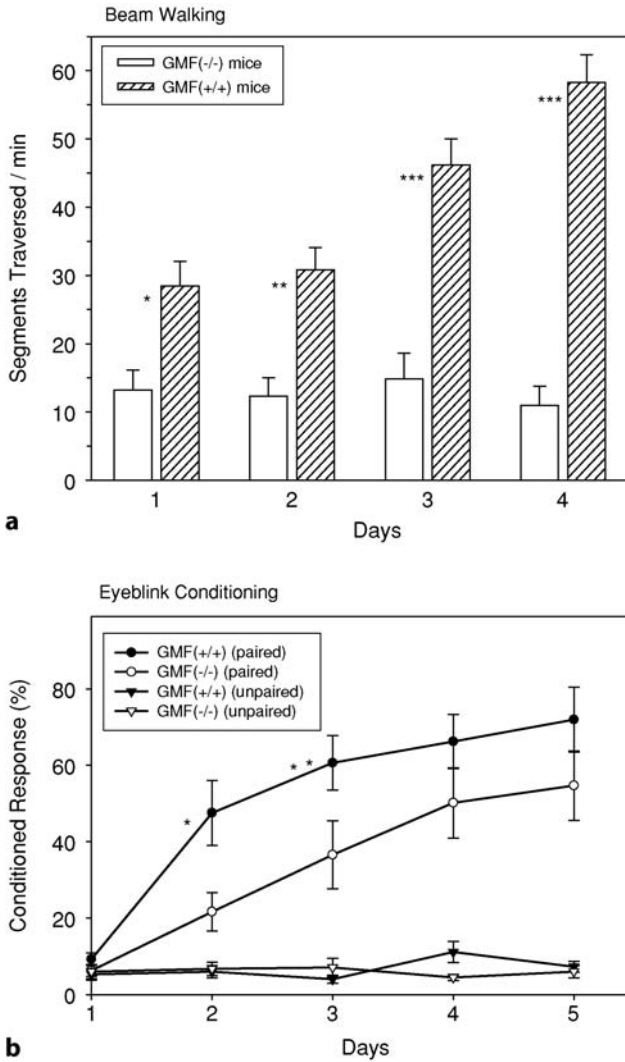 Beam Walking
GMF(-/-) mice
GMF(+/+) mice
60
50
40
30
20
10
0
Segments Traversed / min
*
**
***
***
1 2 3 4
Days
a
Eyeblink Conditioning
GMF(+/+) (paired)
GMF(-/-) (paired)
GMF(+/+) (unpaired)
GMF(-/-) (unpaired)
80
60
40
20
0
Conditioned Response (%)
*
* *
1 2 3 4 5
Days
b